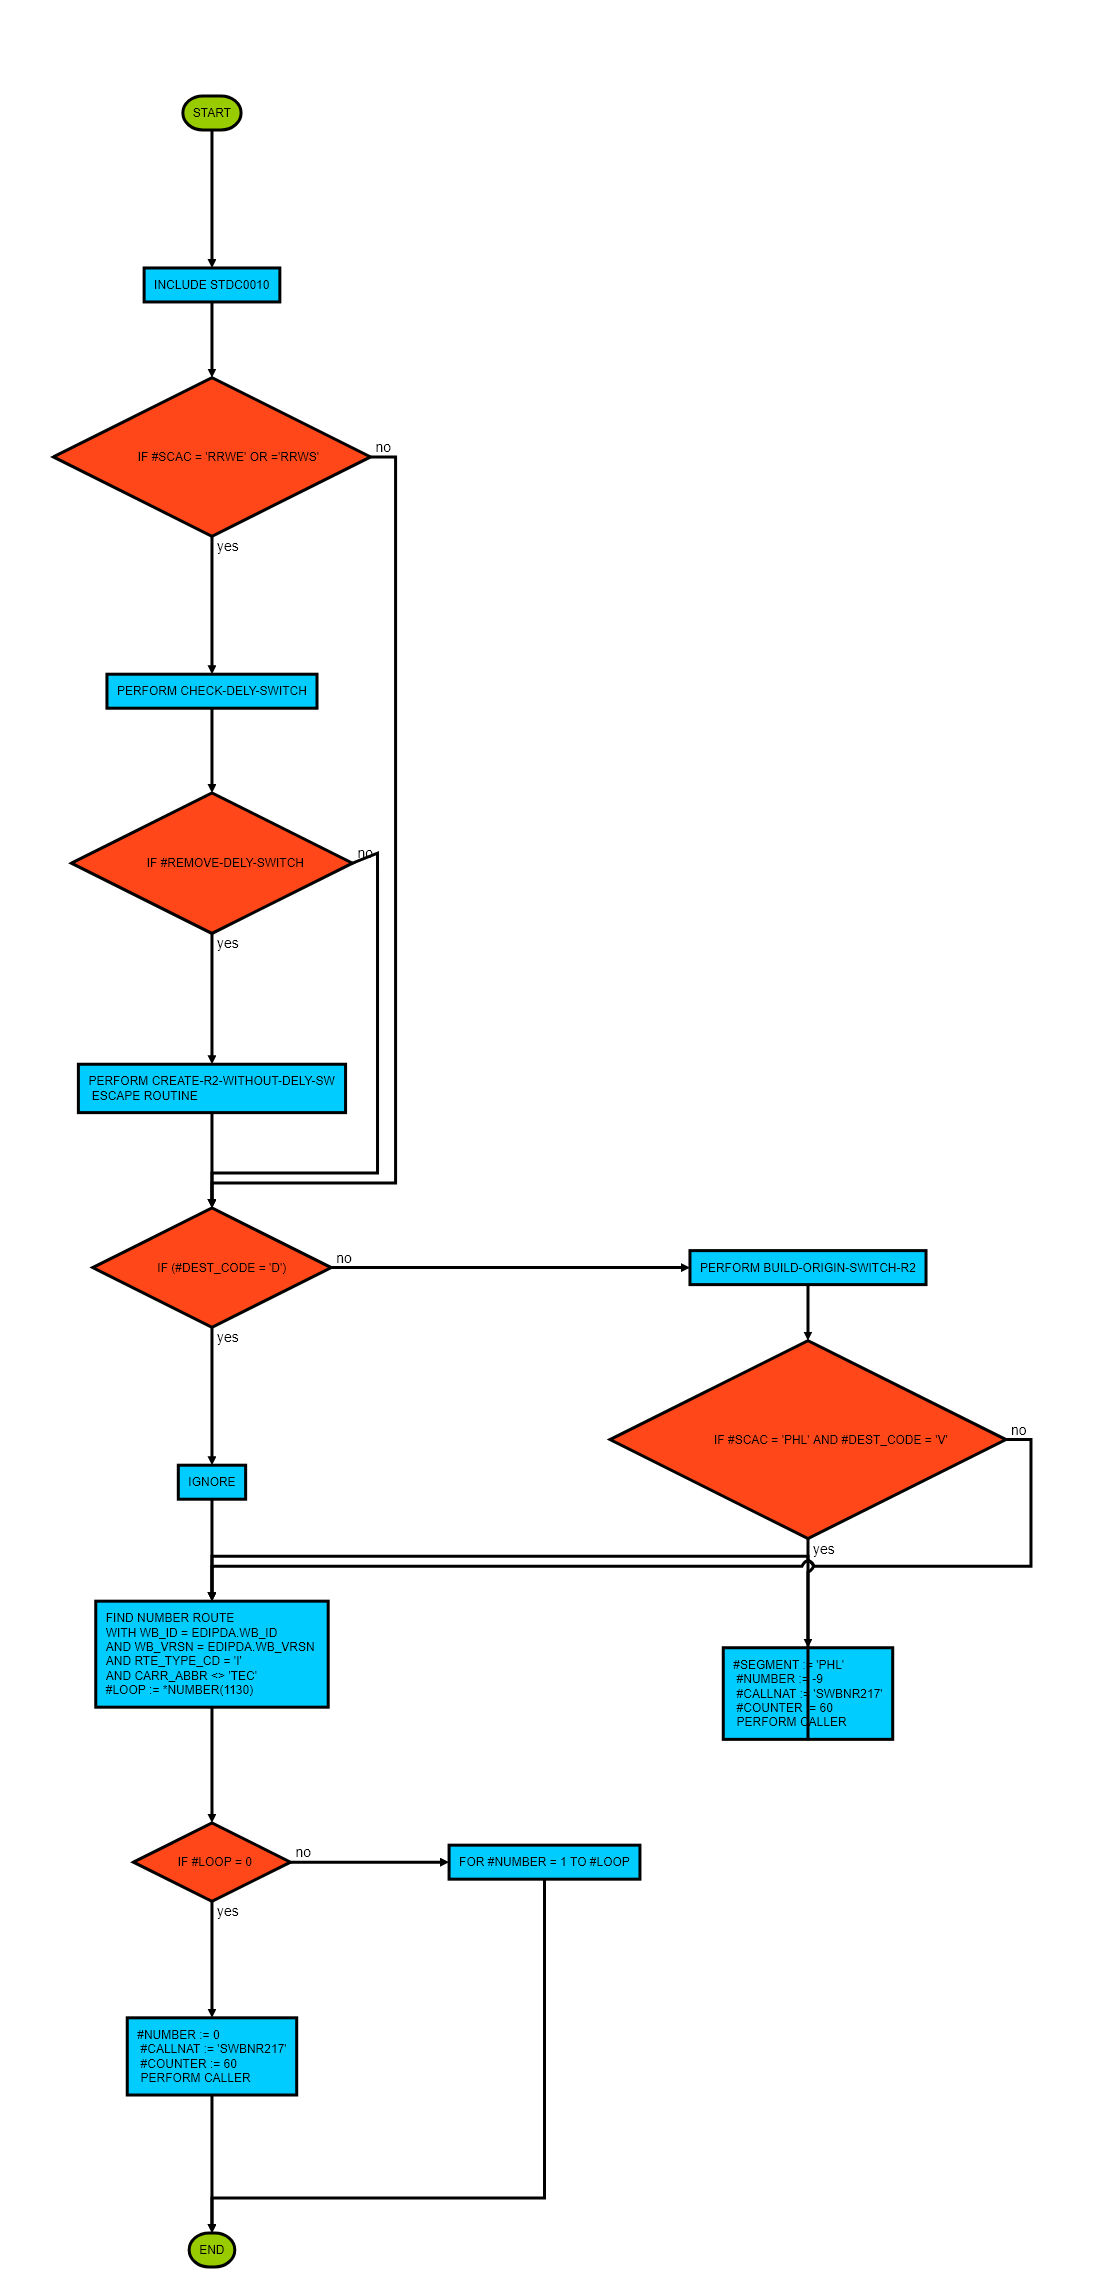 START
INCLUDE STDC0010
IF #SCAC = 'RRWE' OR ='RRWS'
no
yes
PERFORM CHECK-DELY-SWITCH
IF #REMOVE-DELY-SWITCH
no
yes
PERFORM CREATE-R2-WITHOUT-DELY-SW
ESCAPE ROUTINE
IF (#DEST_CODE = 'D')
no
PERFORM BUILD-ORIGIN-SWITCH-R2
yes
IF #SCAC = 'PHL' AND #DEST_CODE = 'V'
no
IGNORE
yes
FIND NUMBER ROUTE
WITH WB_ID = EDIPDA.WB_ID
AND WB_VRSN = EDIPDA.WB_VRSN
AND RTE_TYPE_CD = 'I'
AND CARR_ABBR <> 'TEC'
#LOOP := *NUMBER(1130)
#SEGMENT := 'PHL'
#NUMBER := -9
#CALLNAT := 'SWBNR217'
#COUNTER := 60
PERFORM CALLER
IF #LOOP = 0
no
FOR #NUMBER = 1 TO #LOOP
yes
#NUMBER := 0
#CALLNAT := 'SWBNR217'
#COUNTER := 60
PERFORM CALLER
END